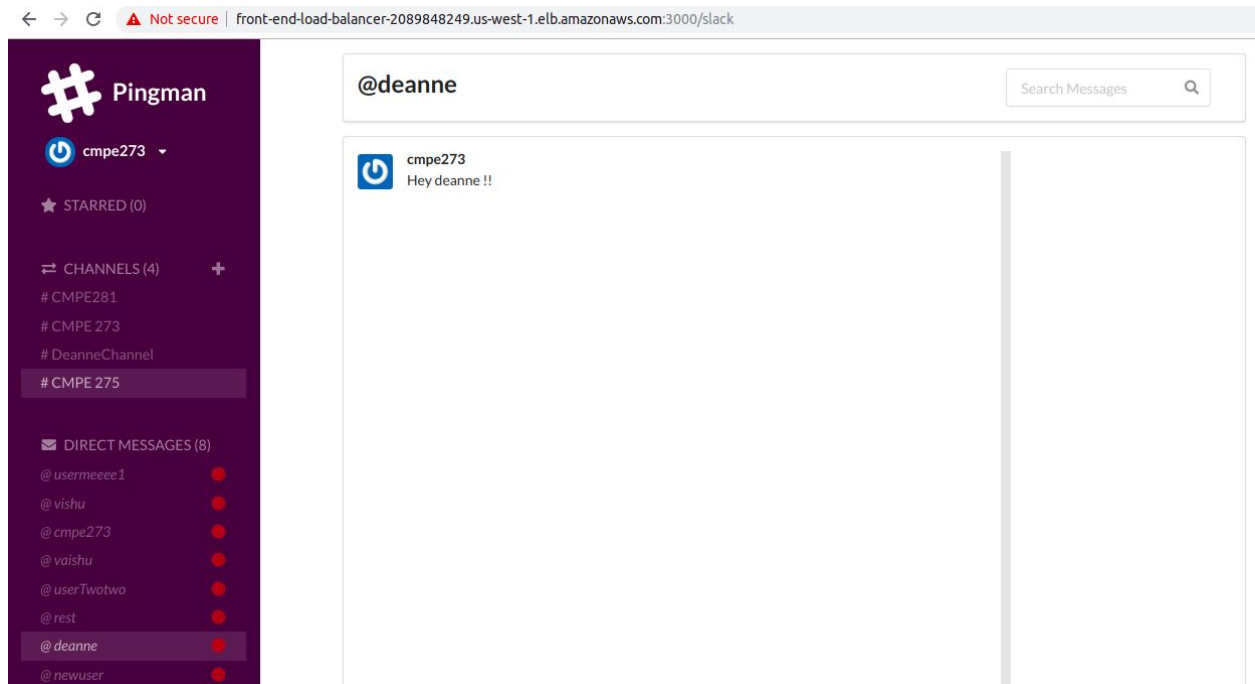 Not secure | front-end-load-balancer-2089848249.us-west-1.elb.amazonaws.com:3000/slack
Pingman
cmpe273
STARRED (0)
CHANNELS (4)
# CMPE281
# CMPE 273
# DeanneChannel
# CMPE 275
DIRECT MESSAGES (8)
@ usermeeee1
@ vishu
@ cmpe273
@ vaishu
@ userTwotwo
@ rest
@ deanne
@ newuser
@deanne
Search Messages
cmpe273
Hey deanne !!